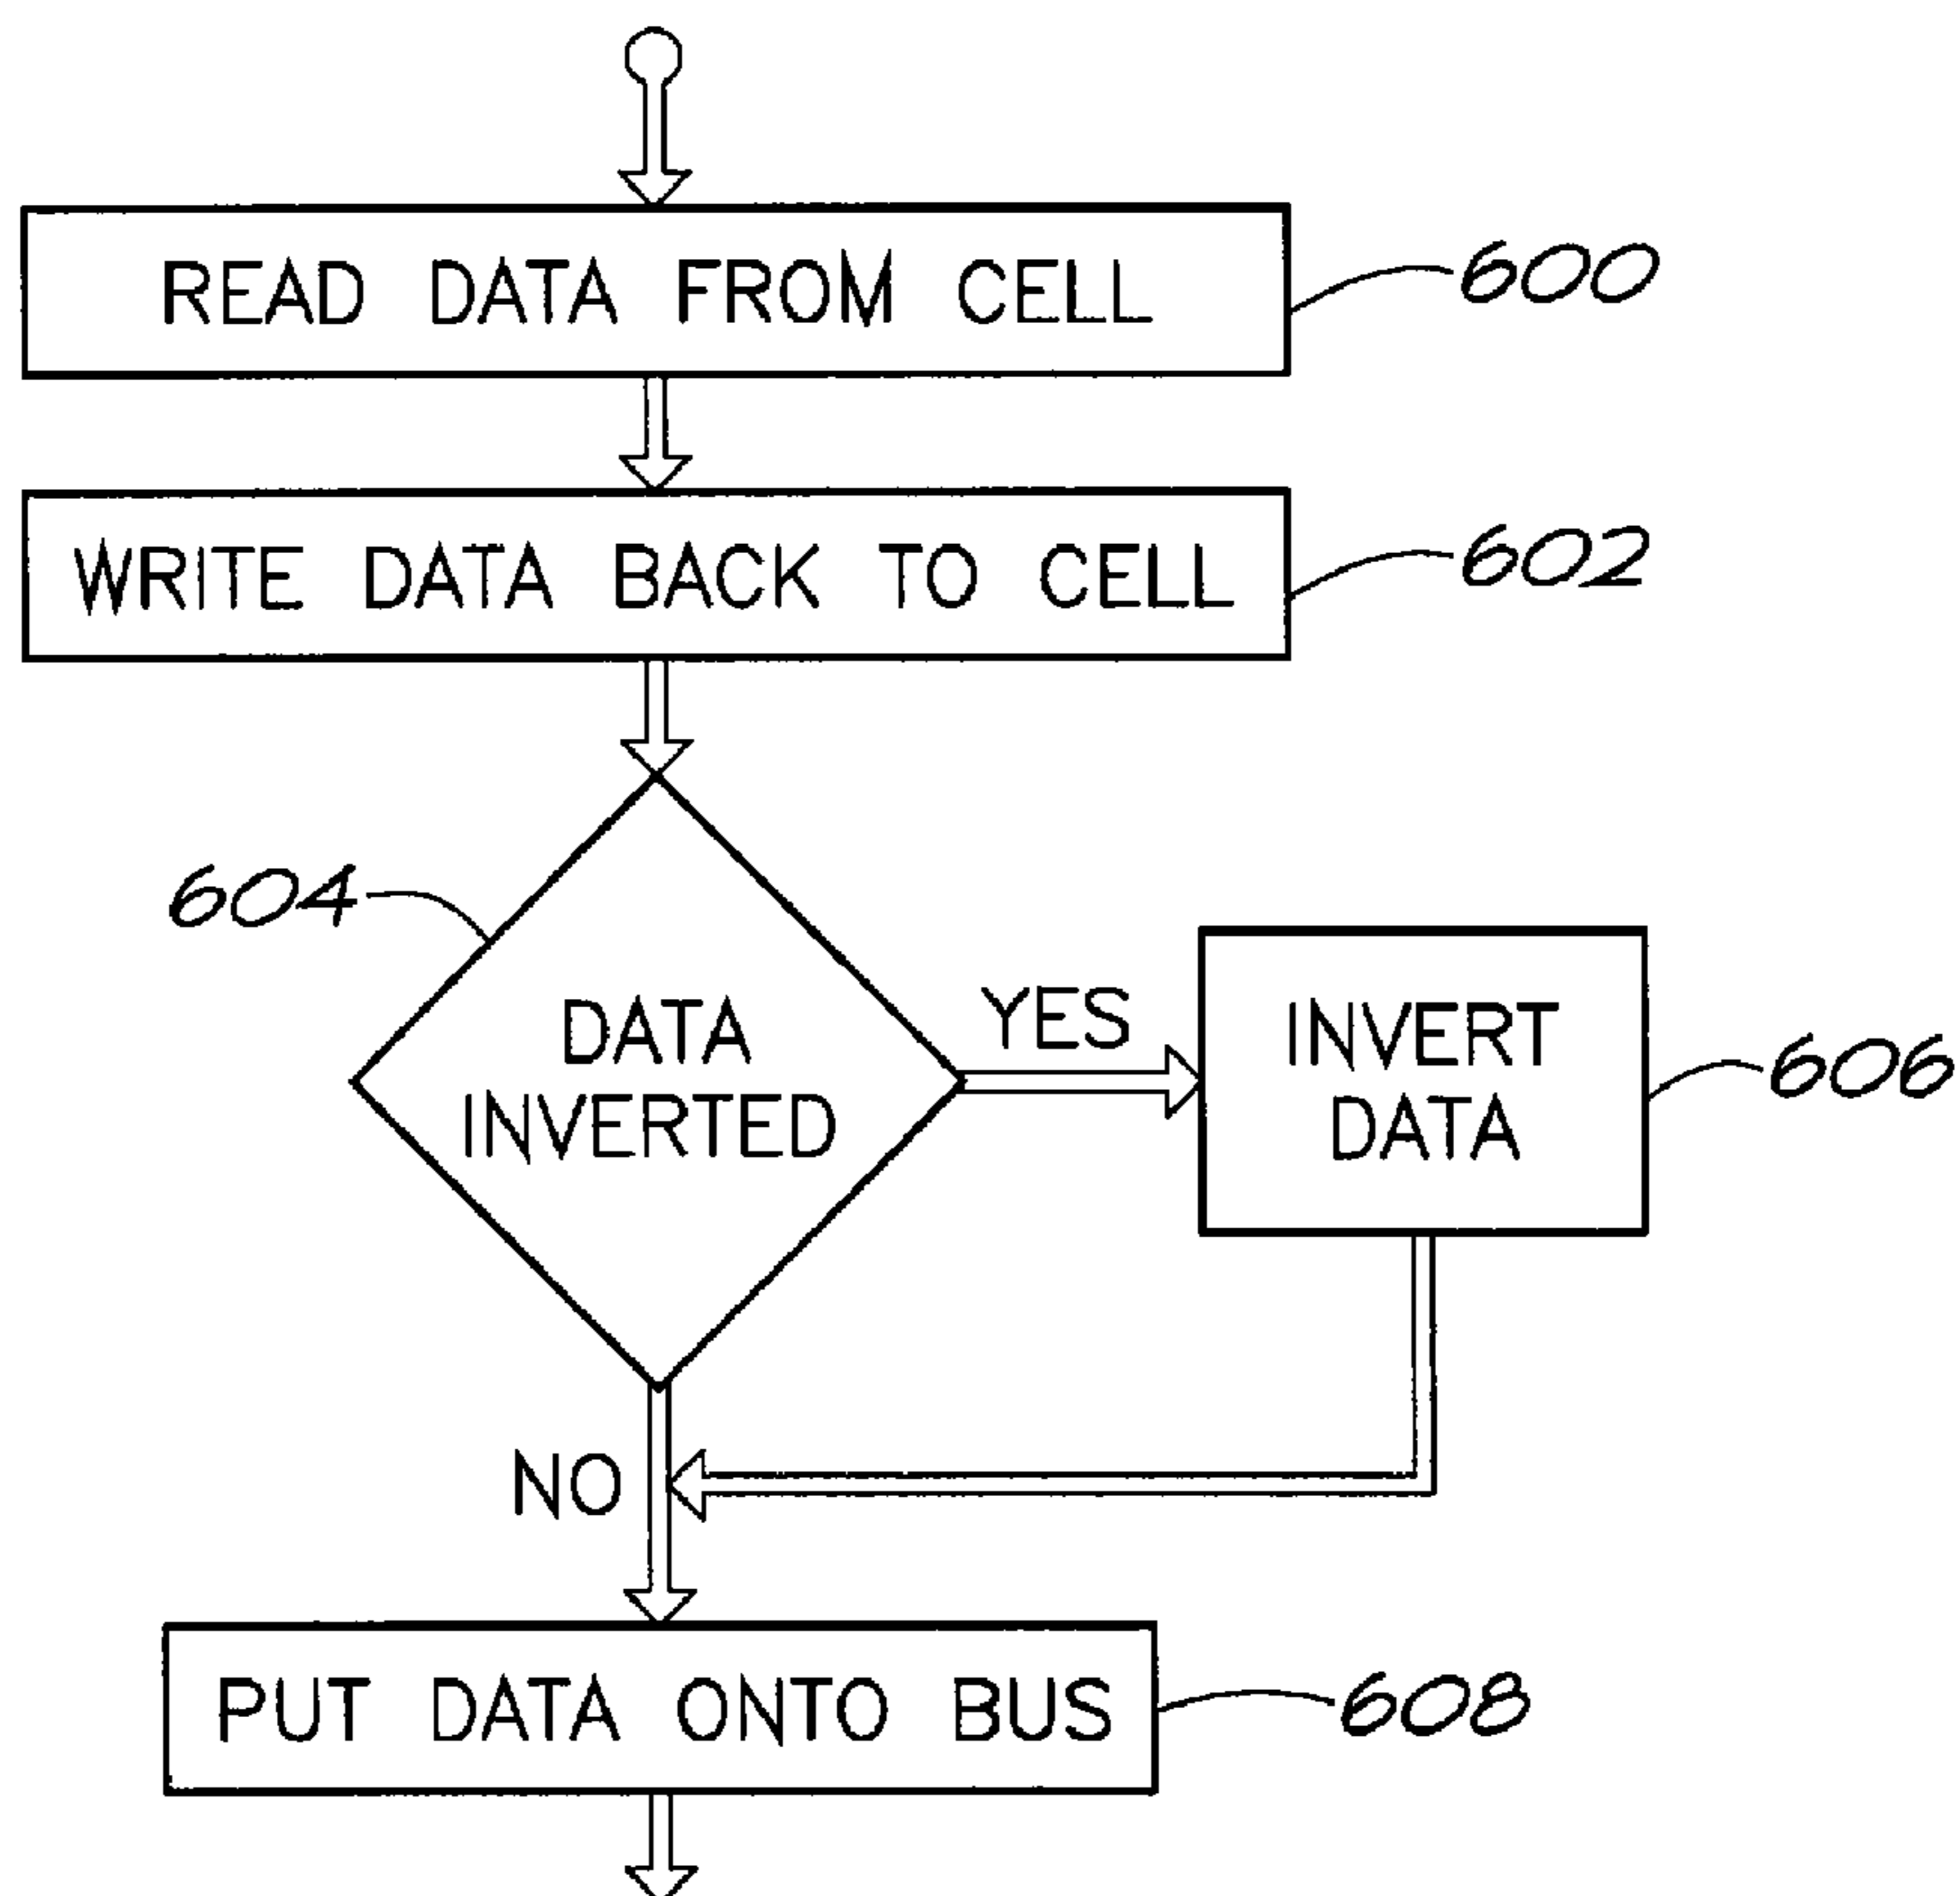 READ DATA FROM CELL
600
WRITE DATA BACK TO CELL
602
604
DATA
INVERTED
YES
INVERT
DATA
606
NO
PUT DATA ONTO BUS
608